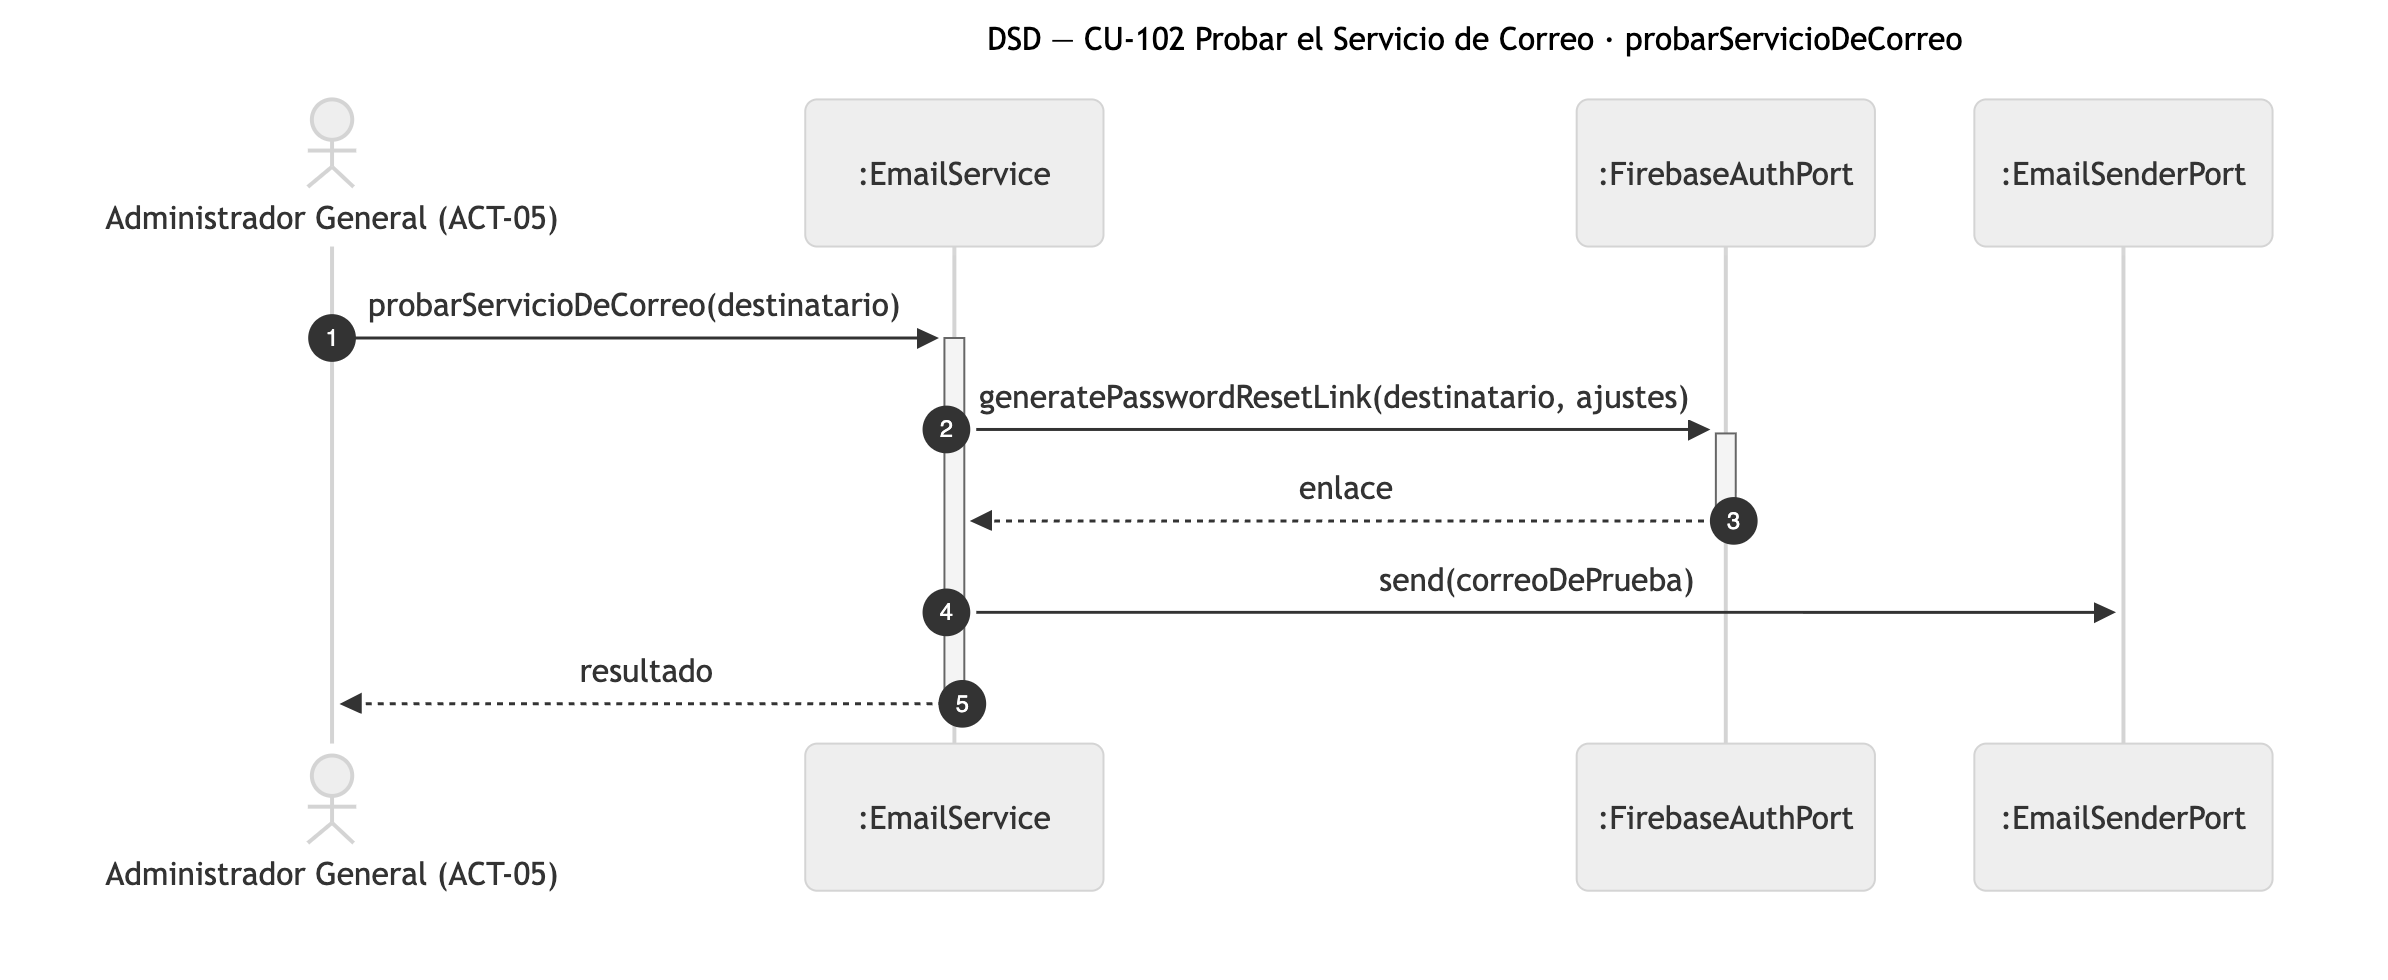 DSD — CU-102 Probar el Servicio de Correo · probarServicioDeCorreo
Administrador General (ACT-05)
:EmailService
:FirebaseAuthPort
:EmailSenderPort
probarServicioDeCorreo(destinatario)
1
generatePasswordResetLink(destinatario, ajustes)
2
enlace
3
send(correoDePrueba)
4
resultado
5
Administrador General (ACT-05)
:EmailService
:FirebaseAuthPort
:EmailSenderPort